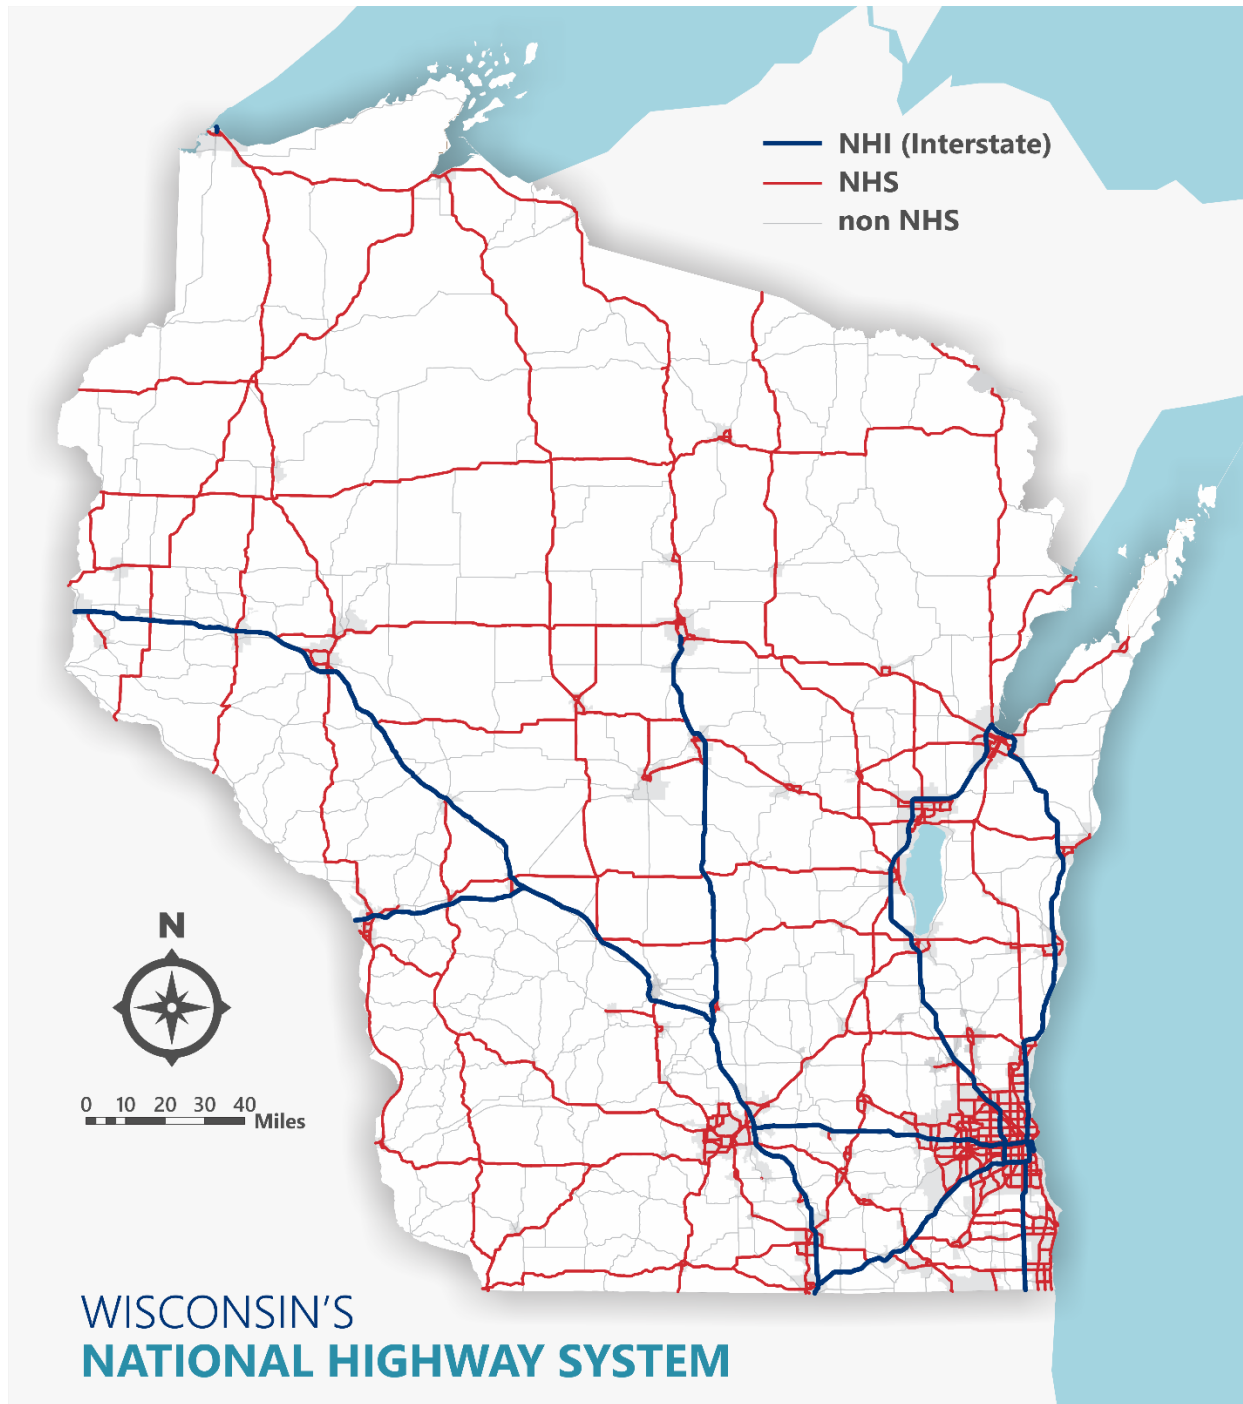 NHI (Interstate)
NHS
non NHS
N
0 10 20 30 40
Miles
WISCONSIN'S
NATIONAL HIGHWAY SYSTEM